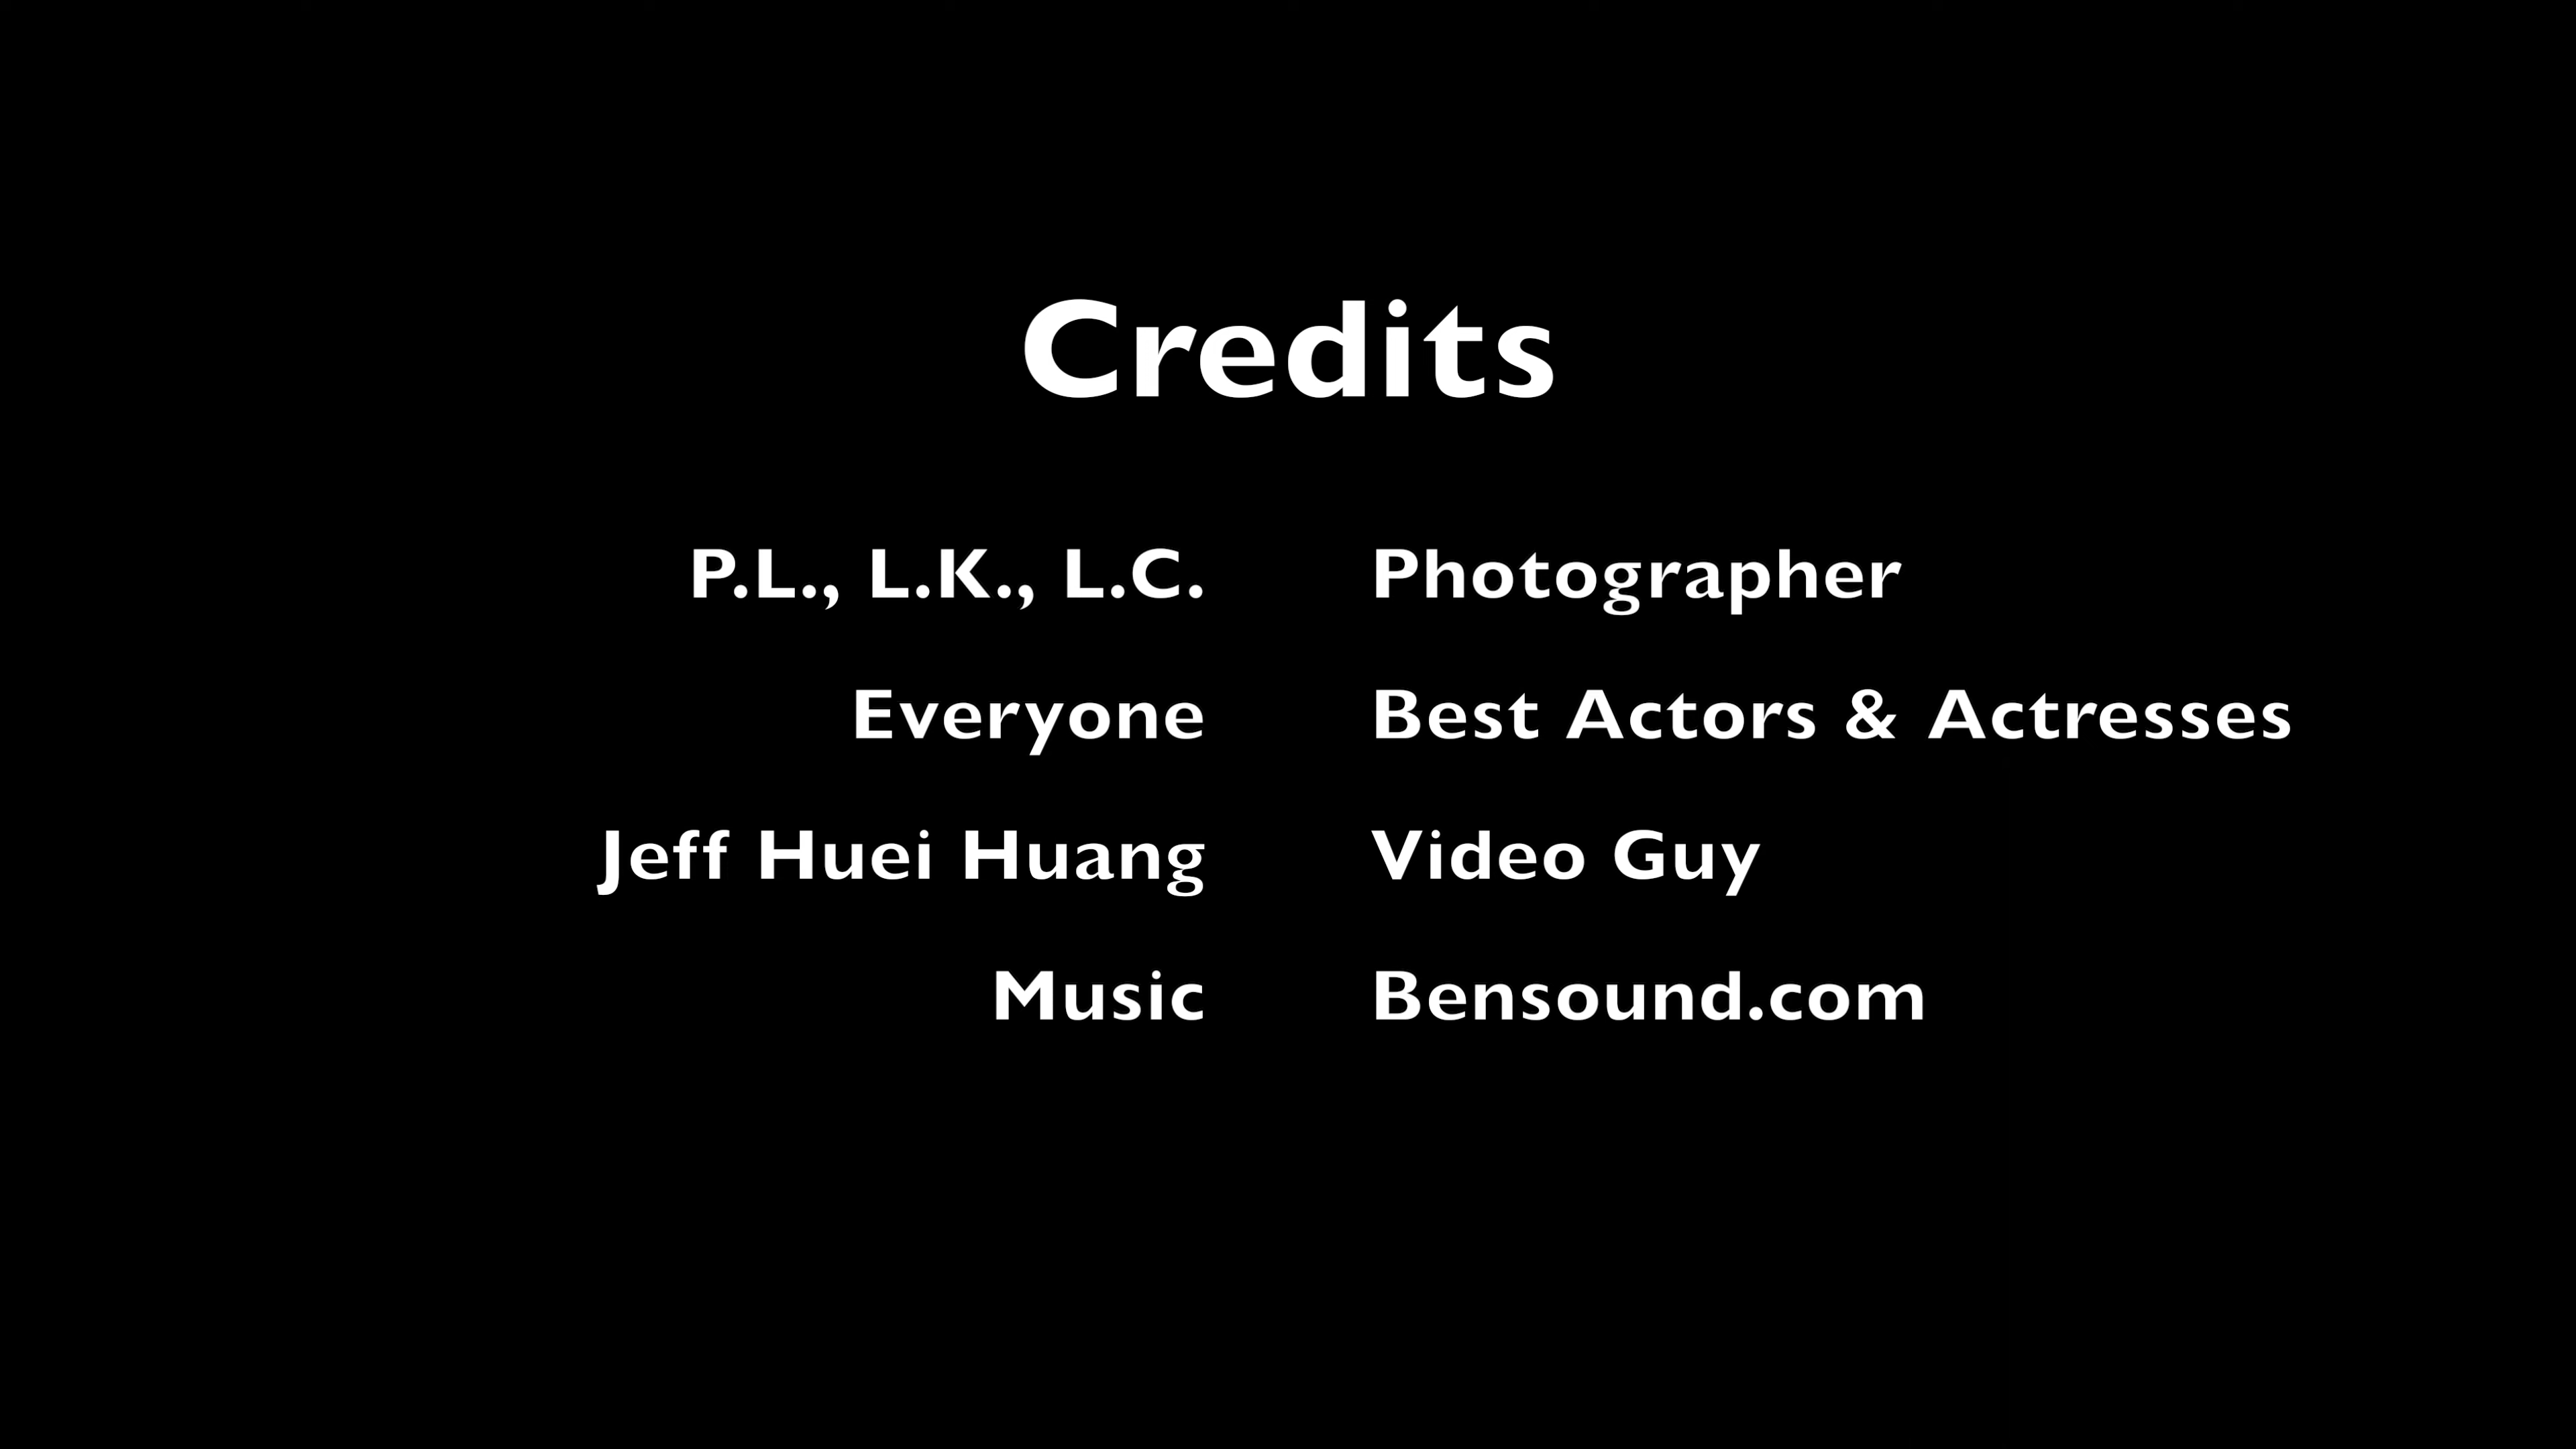 Credits
P.L., L.K., L.C. Photographer
Everyone Best Actors & Actresses
Jeff Huei Huang Video Guy
Music Bensound.com